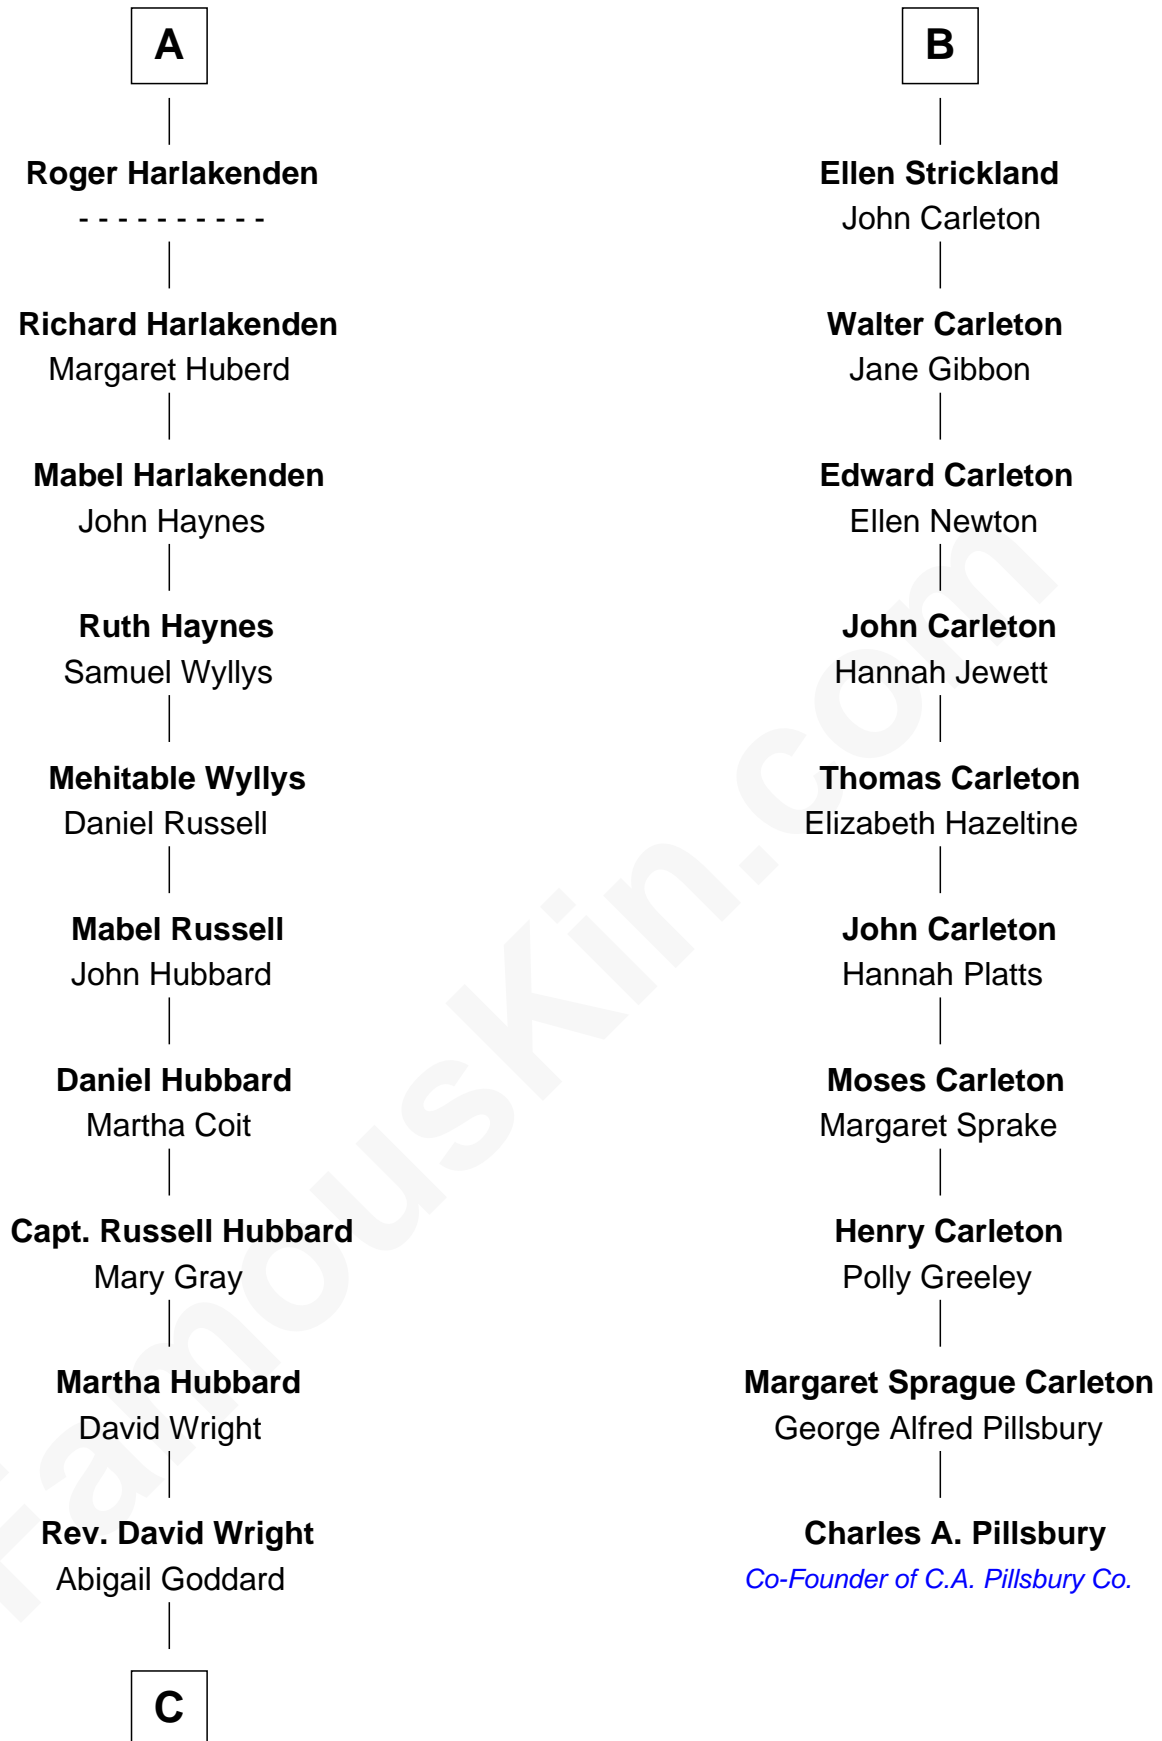 A
Roger Harlakenden
- - - - - - - - - -
Richard Harlakenden
Margaret Huberd
Mabel Harlakenden
John Haynes
Ruth Haynes
Samuel Wyllys
Mehitable Wyllys
Daniel Russell
Mabel Russell
John Hubbard
Daniel Hubbard
Martha Coit
Capt. Russell Hubbard
Mary Gray
Martha Hubbard
David Wright
Rev. David Wright
Abigail Goddard
C
B
Ellen Strickland
John Carleton
Walter Carleton
Jane Gibbon
Edward Carleton
Ellen Newton
John Carleton
Hannah Jewett
Thomas Carleton
Elizabeth Hazeltine
John Carleton
Hannah Platts
Moses Carleton
Margaret Sprake
Henry Carleton
Polly Greeley
Margaret Sprague Carleton
George Alfred Pillsbury
Charles A. Pillsbury
Co-Founder of C.A. Pillsbury Co.
FamousKin.com